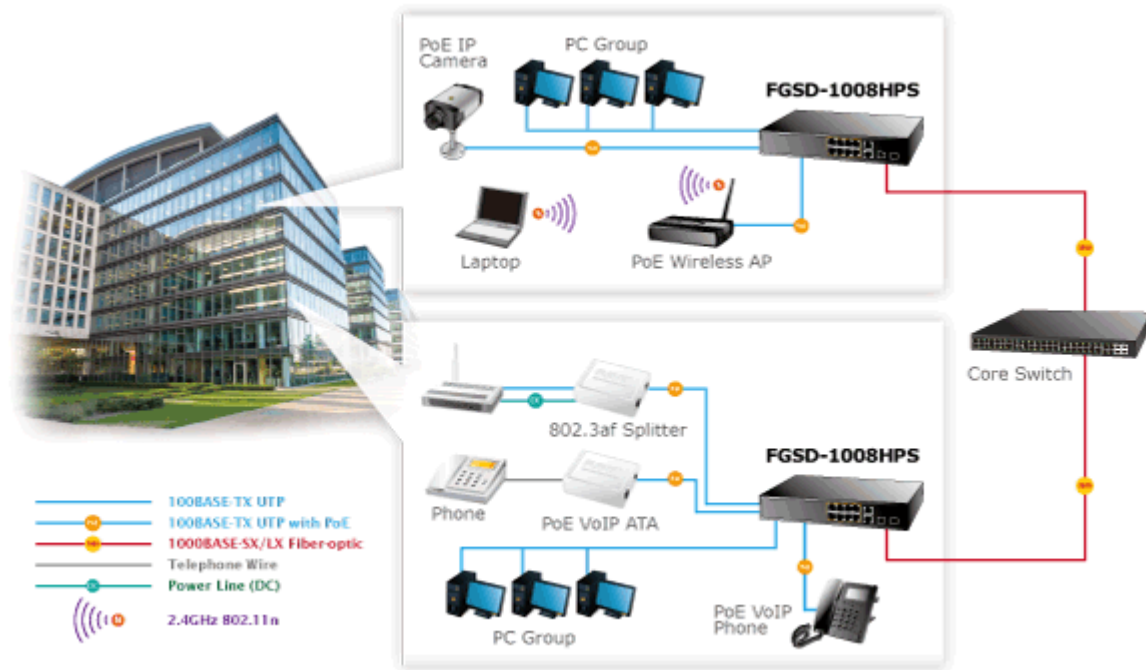 PoE IP
Camera
PC Group
FGSD-1008HPS
Laptop
PoE Wireless AP
Core Switch
802.3af Splitter
FGSD-1008HPS
Phone
PoE VoIP ATA
PC Group
PoE VoIP
Phone
100BASE-TX UTP
100BASE-TX UTP with PoE
1000BASE-SX/LX Fiber-optic
Telephone Wire
Power Line (DC)
2.4GHz 802.11n